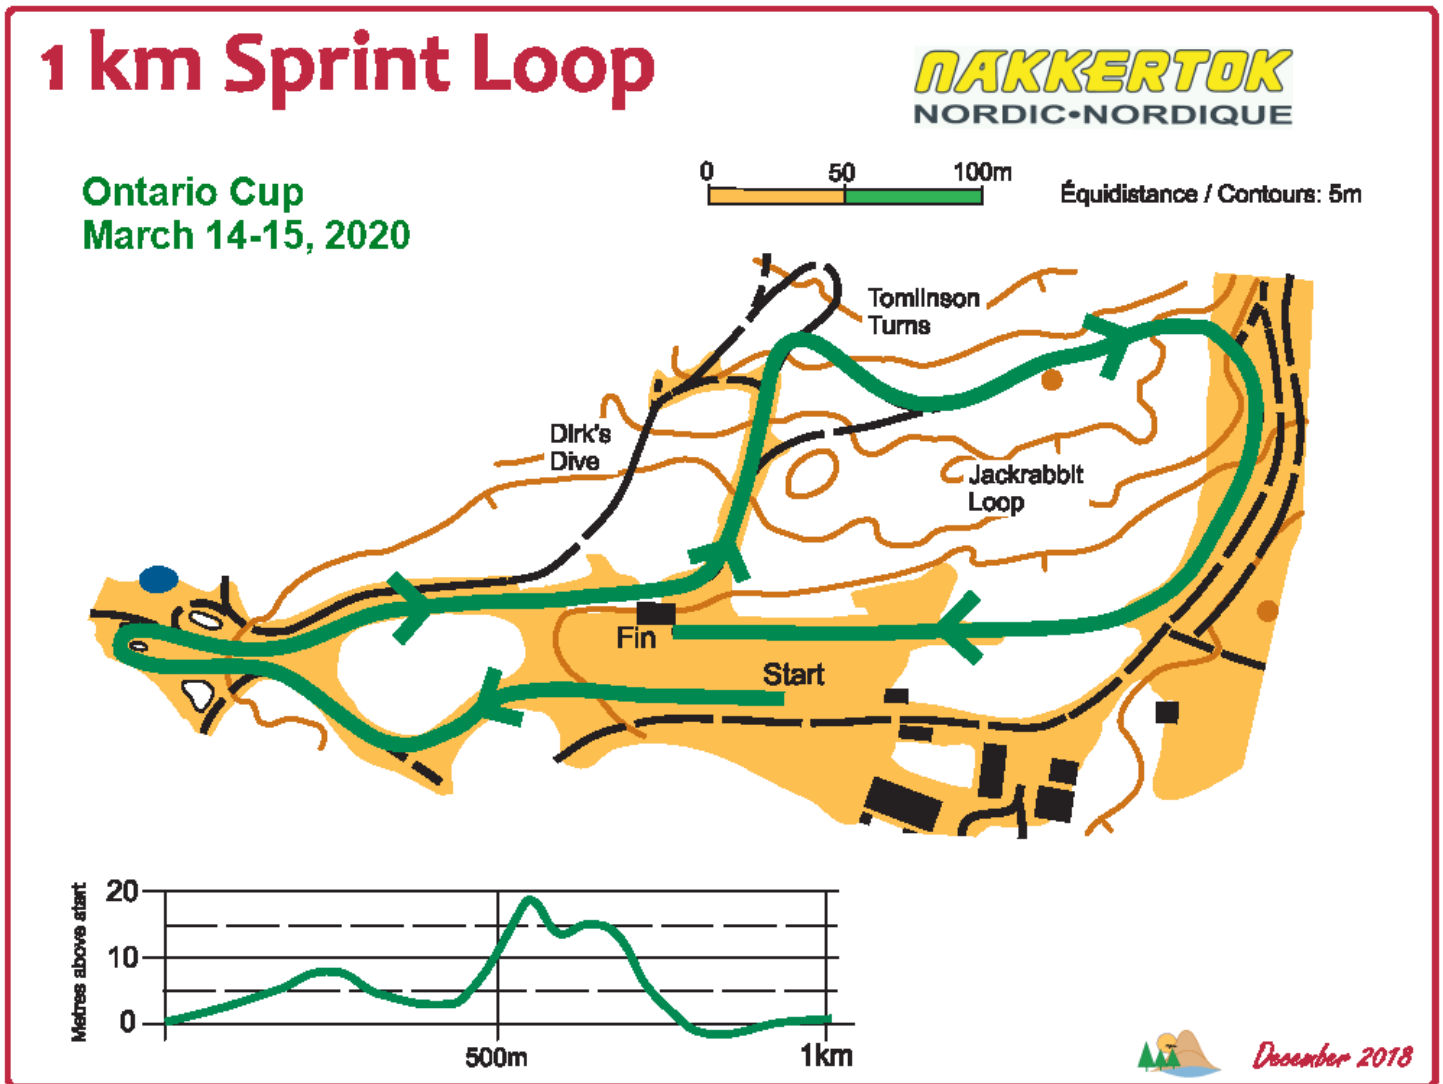 1 km Sprint Loop
NAKKERTOK
NORDIC•NORDIQUE
Ontario Cup
March 14-15, 2020
0 50 100m
Équidistance / Contours: 5m
Tomlinson
Turns
Dirk's
Dive
Jackrabbit
Loop
Fin
Start
Metres above start
20
10
0
500m 1km
December 2018